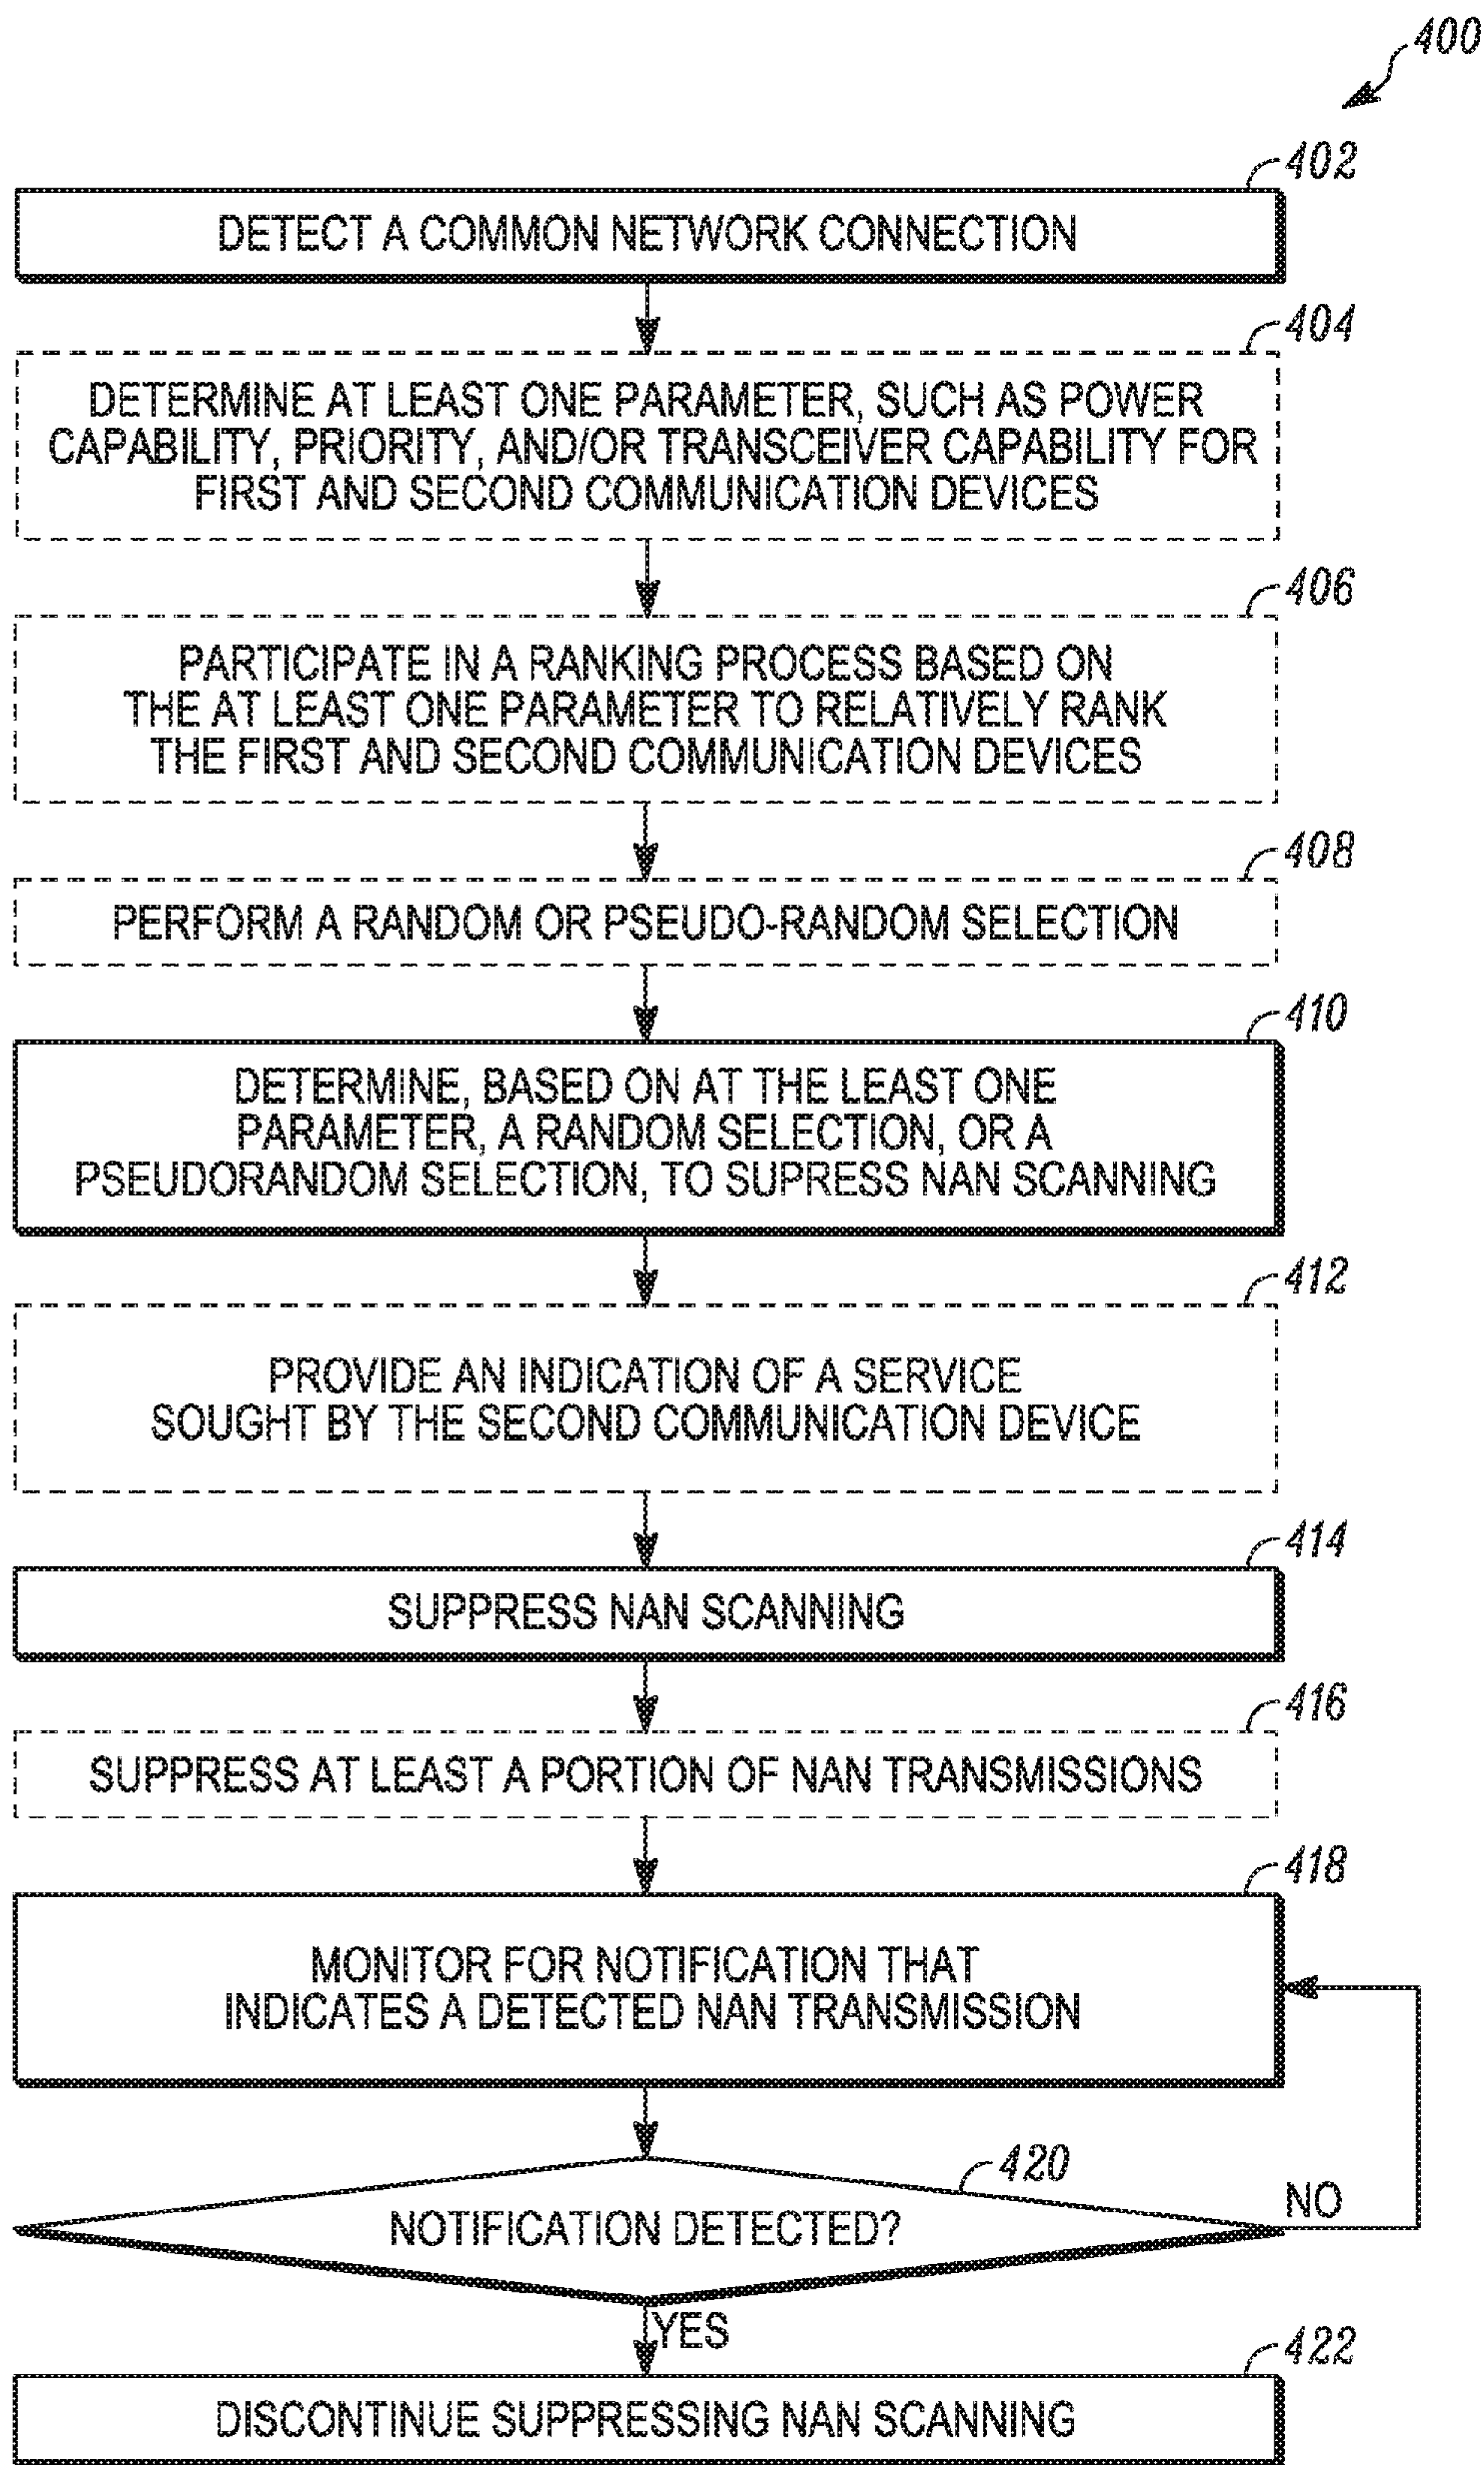 400
402
DETECT A COMMON NETWORK CONNECTION
404
DETERMINE AT LEAST ONE PARAMETER, SUCH AS POWER
CAPABILITY, PRIORITY, AND/OR TRANSCEIVER CAPABILITY FOR
FIRST AND SECOND COMMUNICATION DEVICES
406
PARTICIPATE IN A RANKING PROCESS BASED ON
THE AT LEAST ONE PARAMETER TO RELATIVELY RANK
THE FIRST AND SECOND COMMUNICATION DEVICES
408
PERFORM A RANDOM OR PSEUDO-RANDOM SELECTION
410
DETERMINE, BASED ON AT THE LEAST ONE
PARAMETER, A RANDOM SELECTION, OR A
PSEUDORANDOM SELECTION, TO SUPRESS NAN SCANNING
412
PROVIDE AN INDICATION OF A SERVICE
SOUGHT BY THE SECOND COMMUNICATION DEVICE
414
SUPPRESS NAN SCANNING
416
SUPPRESS AT LEAST A PORTION OF NAN TRANSMISSIONS
418
MONITOR FOR NOTIFICATION THAT
INDICATES A DETECTED NAN TRANSMISSION
420
NOTIFICATION DETECTED?
NO
YES
422
DISCONTINUE SUPPRESSING NAN SCANNING